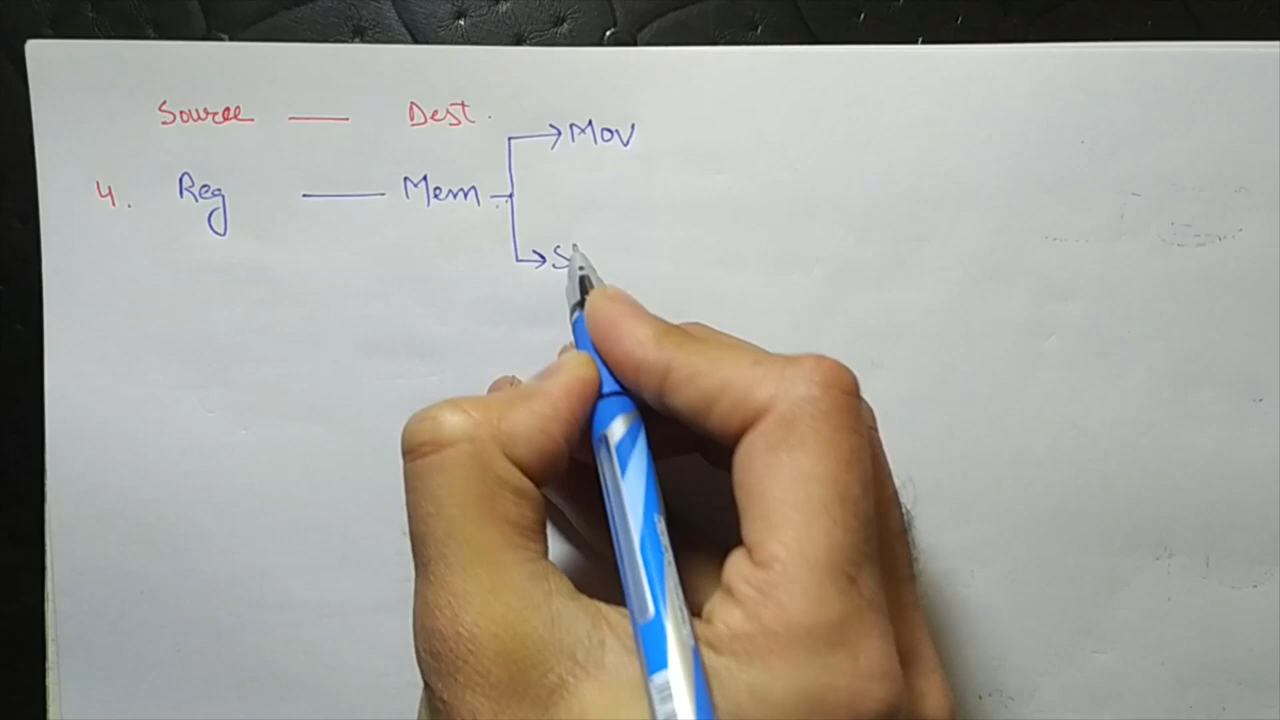 Source — Dest.
Mov
4. Reg — Mem
S